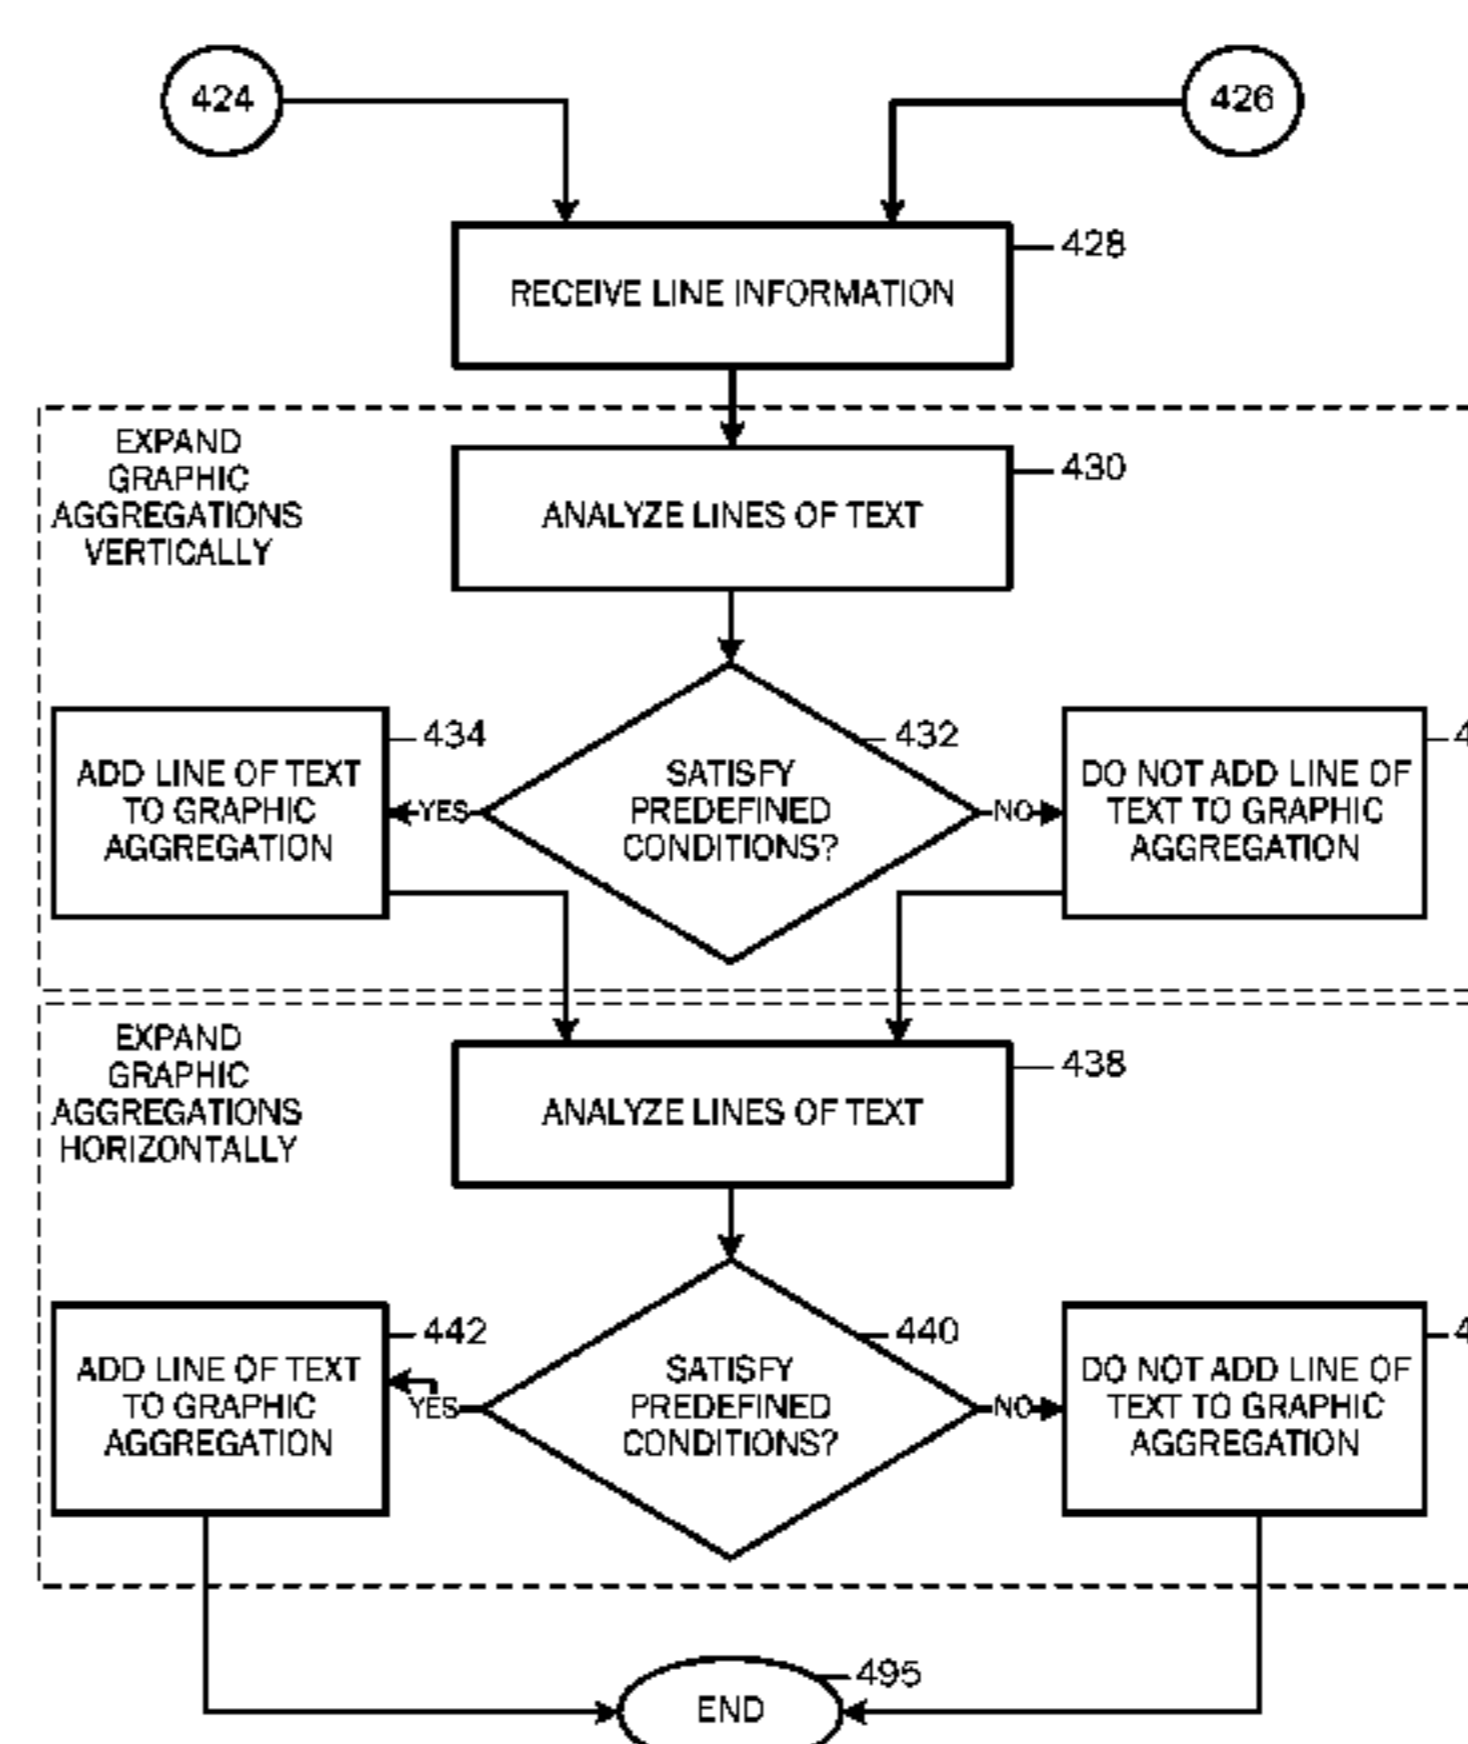 424
426
428
RECEIVE LINE INFORMATION
EXPAND
GRAPHIC
AGGREGATIONS
VERTICALLY
430
ANALYZE LINES OF TEXT
434
ADD LINE OF TEXT
TO GRAPHIC
AGGREGATION
YES
432
SATISFY
PREDEFINED
CONDITIONS?
NO
4
DO NOT ADD LINE OF
TEXT TO GRAPHIC
AGGREGATION
EXPAND
GRAPHIC
AGGREGATIONS
HORIZONTALLY
438
ANALYZE LINES OF TEXT
442
ADD LINE OF TEXT
TO GRAPHIC
AGGREGATION
YES
440
SATISFY
PREDEFINED
CONDITIONS?
NO
4
DO NOT ADD LINE OF
TEXT TO GRAPHIC
AGGREGATION
495
END